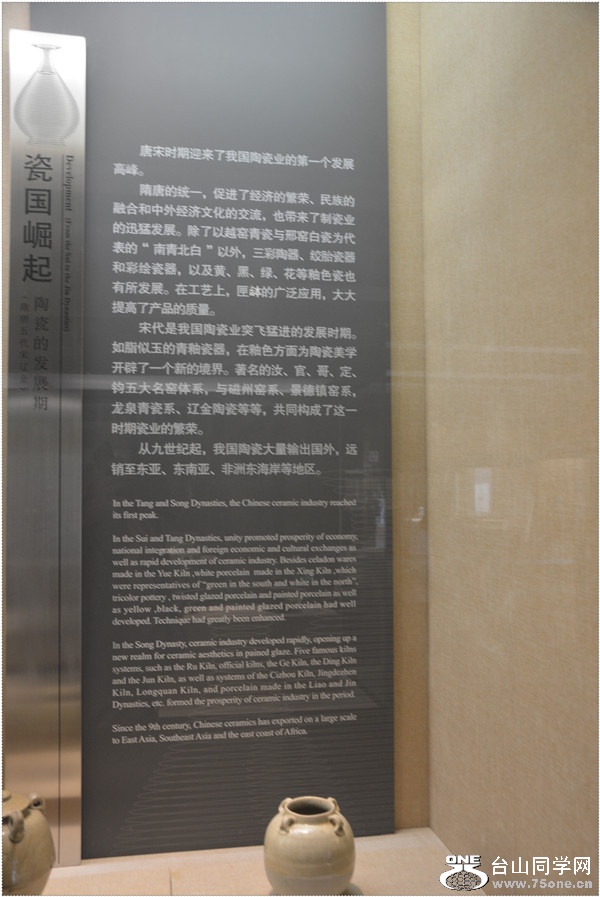 瓷国崛起
陶瓷的发展期
（隋唐五代宋辽金）
Development (From the Sui to the Jin Dynasties)
唐宋时期迎来了我国陶瓷业的第一个发展
高峰。
隋唐的统一，促进了经济的繁荣、民族的
融合和中外经济文化的交流，也带来了制瓷业
的迅猛发展。除了以越窑青瓷与邢窑白瓷为代
表的“南青北白”以外，三彩陶器、绞胎瓷器
和彩绘瓷器，以及黄、黑、绿、花等釉色瓷也
有所发展。在工艺上，匣钵的广泛应用，大大
提高了产品的质量。
宋代是我国陶瓷业突飞猛进的发展时期。
如脂似玉的青釉瓷器，在釉色方面为陶瓷美学
开辟了一个新的境界。著名的汝、官、哥、定、
钧五大名窑体系，与磁州窑系、景德镇窑系，
龙泉青瓷系、辽金陶瓷等等，共同构成了这一
时期瓷业的繁荣。
从九世纪起，我国陶瓷大量输出国外，远
销至东亚、东南亚、非洲东海岸等地区。
In the Tang and Song Dynasties, the Chinese ceramic industry reached
its first peak.
In the Sui and Tang Dynasties, unity promoted prosperity of economy,
national integration and foreign economic and cultural exchanges as
well as rapid development of ceramic industry. Besides celadon wares
made in the Yue Kiln ,white porcelain made in the Xing Kiln ,which
were representatives of “green in the south and white in the north”,
tricolor pottery , twisted glazed porcelain and painted porcelain as well
as yellow ,black, green and painted glazed porcelain had well
developed. Technique had greatly been enhanced.
In the Song Dynasty, ceramic industry developed rapidly, opening up a
new realm for ceramic aesthetics in pained glaze. Five famous kilns
systems, such as the Ru Kiln, official kilns, the Ge Kiln, the Ding Kiln
and the Jun Kiln, as well as systems of the Cizhou Kiln, Jingdezhen
Kiln, Longquan Kiln, and porcelain made in the Liao and Jin
Dynasties, etc. formed the prosperity of ceramic industry in the period.
Since the 9th century, Chinese ceramics has exported on a large scale
to East Asia, Southeast Asia and the east coast of Africa.
ONE
台山同学网
www.75one.cn